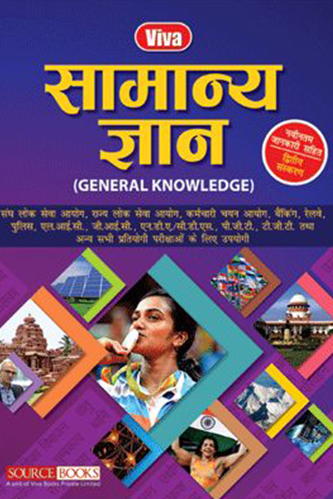 Viva
सामान्य
ज्ञान
(GENERAL KNOWLEDGE)
नवीनतम
जानकारी सहित
द्वितीय
संस्करण
संघ लोक सेवा आयोग, राज्य लोक सेवा आयोग, कर्मचारी चयन आयोग, बैंकिंग, रेलवे,
पुलिस, एल.आई.सी., जी.आई.सी., एन.डी.ए./सी.डी.एस., पी.जी.टी., टी.जी.टी. तथा
अन्य सभी प्रतियोगी परीक्षाओं के लिए उपयोगी
SOURCE BOOKS
A unit of Viva Books Private Limited